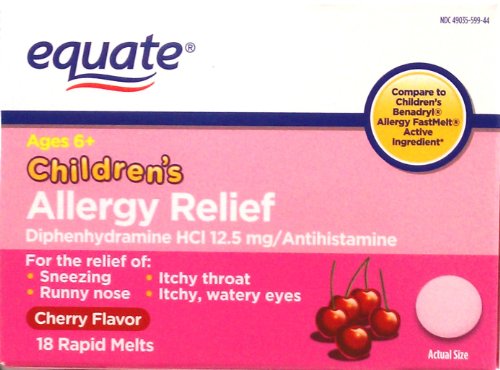 NDC 49035-599-44
equate®
Compare to
Children's
Benadryl®
Allergy FastMelt®
Active
Ingredient*
Ages 6+
Children's
Allergy Relief
Diphenhydramine HCl 12.5 mg/Antihistamine
For the relief of:
• Sneezing • Itchy throat
• Runny nose • Itchy, watery eyes
Cherry Flavor
18 Rapid Melts
Actual Size